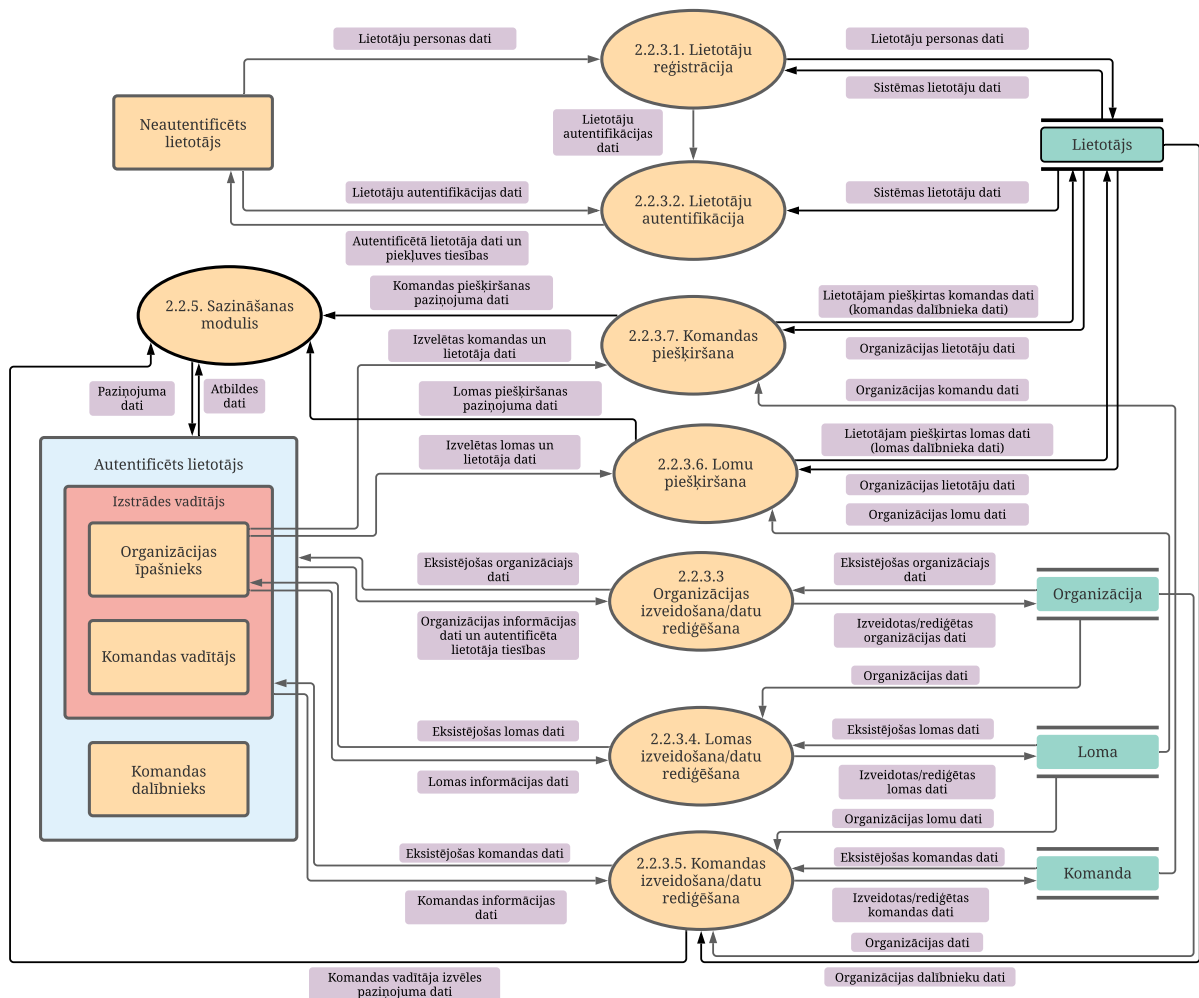 Lietotāju personas dati
2.2.3.1. Lietotāju
reģistrācija
Lietotāju personas dati
Sistēmas lietotāju dati
Neautentificēts
lietotājs
Lietotāju
autentifikācijas
dati
Lietotājs
Lietotāju autentifikācijas dati
2.2.3.2. Lietotāju
autentifikācija
Sistēmas lietotāju dati
Autentificētā lietotāja dati un
piekļuves tiesības
2.2.5. Sazināšanas
modulis
Komandas piešķiršanas
paziņojuma dati
Lietotājam piešķirtas komandas dati
(komandas dalībnieka dati)
2.2.3.7. Komandas
piešķiršana
Izvelētas komandas un
lietotāja dati
Organizācijas lietotāju dati
Paziņojuma
dati
Atbildes
dati
Lomas piešķiršanas
paziņojuma dati
Organizācijas komandu dati
Lietotājam piešķirtas lomas dati
(lomas dalībnieka dati)
Autentificēts lietotājs
Izvelētas lomas un
lietotāja dati
2.2.3.6. Lomu
piešķiršana
Organizācijas lietotāju dati
Izstrādes vadītājs
Organizācijas lomu dati
Organizācijas
īpašnieks
Eksistējošas organizāciajs
dati
2.2.3.3
Organizācijas
izveidošana/datu
rediģēšana
Eksistējošas organizāciajs
dati
Organizācija
Organizācijas informācijas
dati un autentificēta
lietotāja tiesības
Izveidotas/rediģētas
organizācijas dati
Komandas vadītājs
Organizācijas dati
Eksistējošas lomas dati
2.2.3.4. Lomas
izveidošana/datu
rediģēšana
Eksistējošas lomas dati
Loma
Komandas
dalībnieks
Lomas informācijas dati
Izveidotas/rediģētas
lomas dati
Organizācijas lomu dati
Eksistējošas komandas dati
2.2.3.5. Komandas
izveidošana/datu
rediģēšana
Eksistējošas komandas dati
Komanda
Komandas informācijas
dati
Izveidotas/rediģētas
komandas dati
Organizācijas dati
Komandas vadītāja izvēles
paziņojuma dati
Organizācijas dalībnieku dati